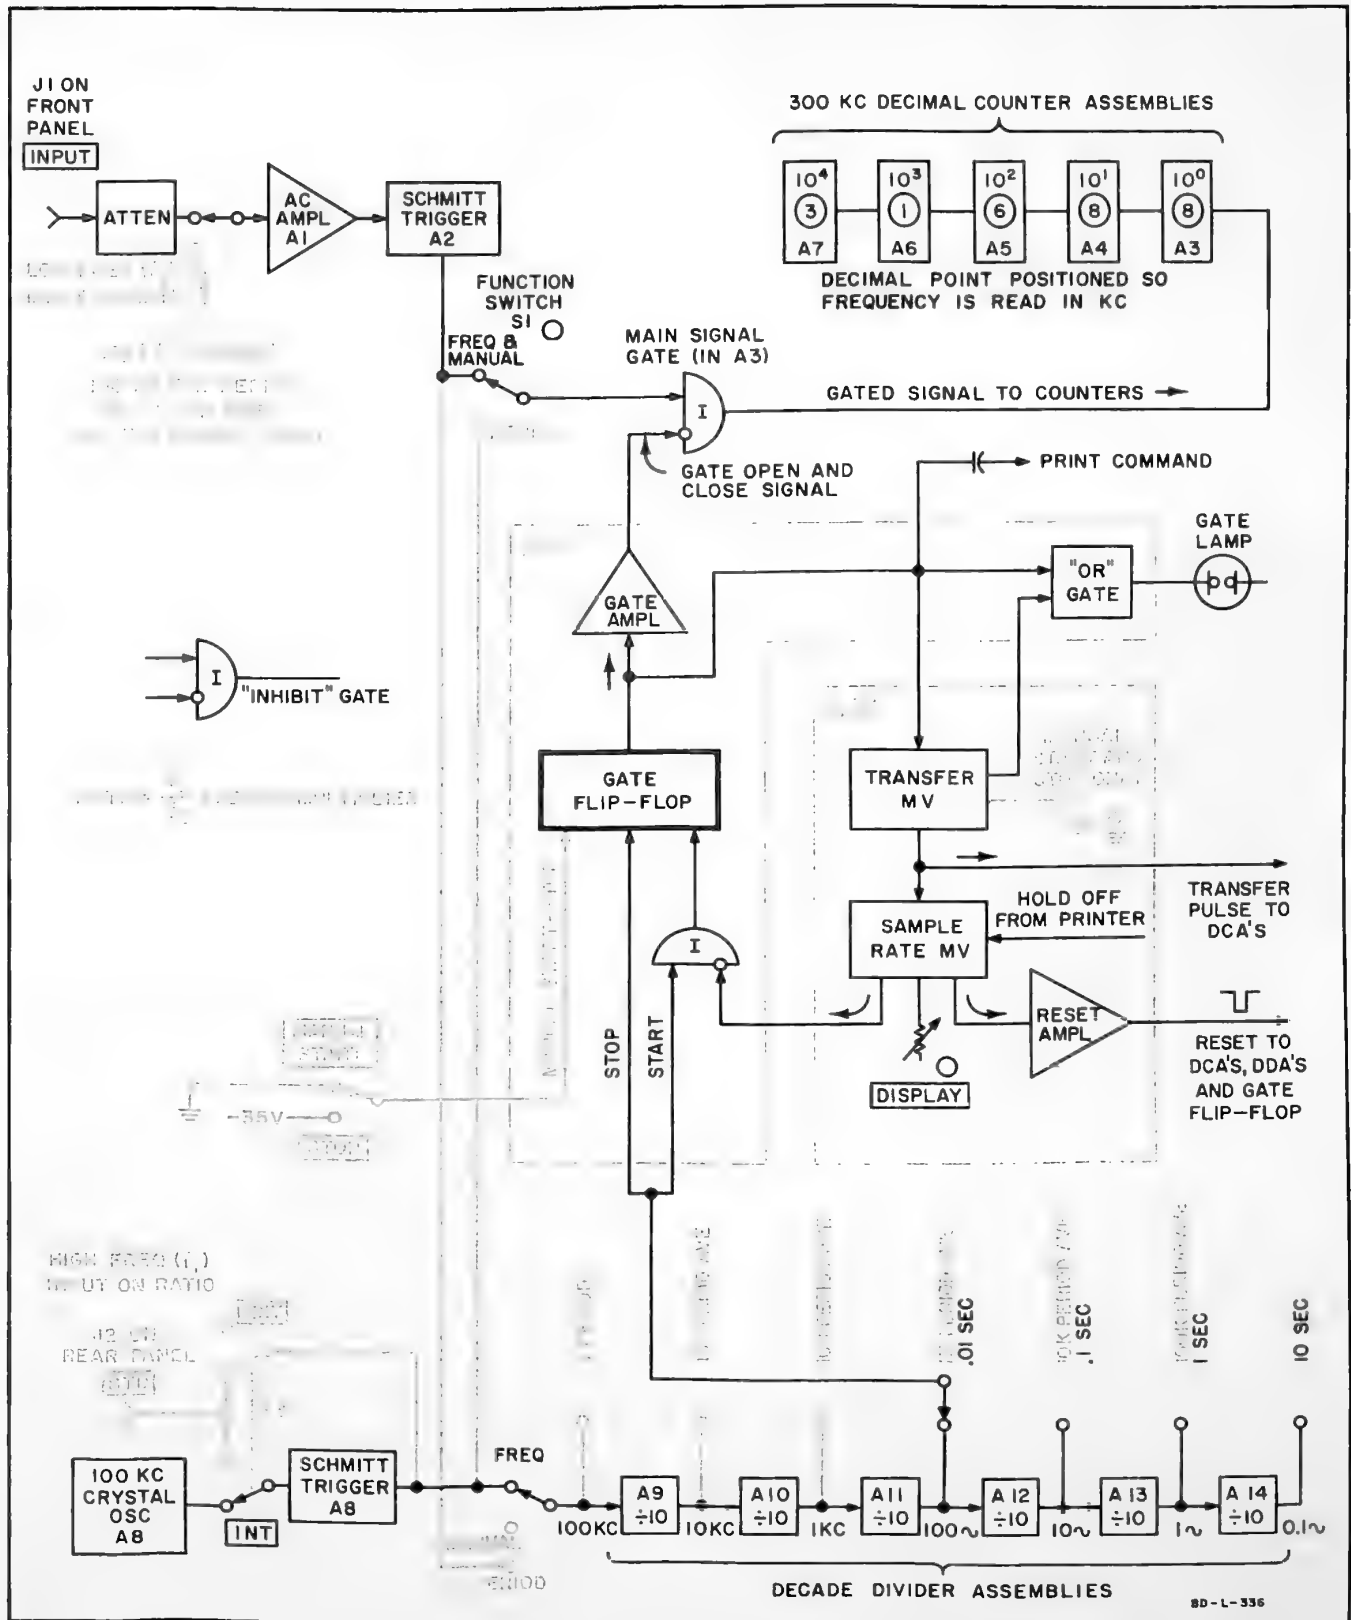 J1 ON
FRONT
PANEL
INPUT
ATTEN
AC
AMPL
A1
SCHMITT
TRIGGER
A2
300 KC DECIMAL COUNTER ASSEMBLIES
10⁴
3
A7
10³
1
A6
10²
6
A5
10¹
8
A4
10⁰
8
A3
DECIMAL POINT POSITIONED SO
FREQUENCY IS READ IN KC
FUNCTION
SWITCH
S1
FREQ &
MANUAL
MAIN SIGNAL
GATE (IN A3)
I
GATED SIGNAL TO COUNTERS
GATE OPEN AND
CLOSE SIGNAL
PRINT COMMAND
GATE
LAMP
"OR"
GATE
GATE
AMPL
I
"INHIBIT" GATE
GATE
FLIP-FLOP
TRANSFER
MV
TRANSFER
PULSE TO
DCA'S
HOLD OFF
FROM PRINTER
SAMPLE
RATE MV
I
RESET
AMPL
RESET TO
DCA'S, DDA'S
AND GATE
FLIP-FLOP
DISPLAY
STOP
START
-35V
HIGH FREQ
ON RATIO
REAR PANEL
.01 SEC
10K PERIOD
.1 SEC
1 SEC
10 SEC
100 KC
CRYSTAL
OSC
A8
INT
SCHMITT
TRIGGER
A8
FREQ
100KC
A9
÷10
10KC
A10
÷10
1KC
A11
÷10
100~
A12
÷10
10~
A13
÷10
1~
A14
÷10
0.1~
DECADE DIVIDER ASSEMBLIES
BD-L-336